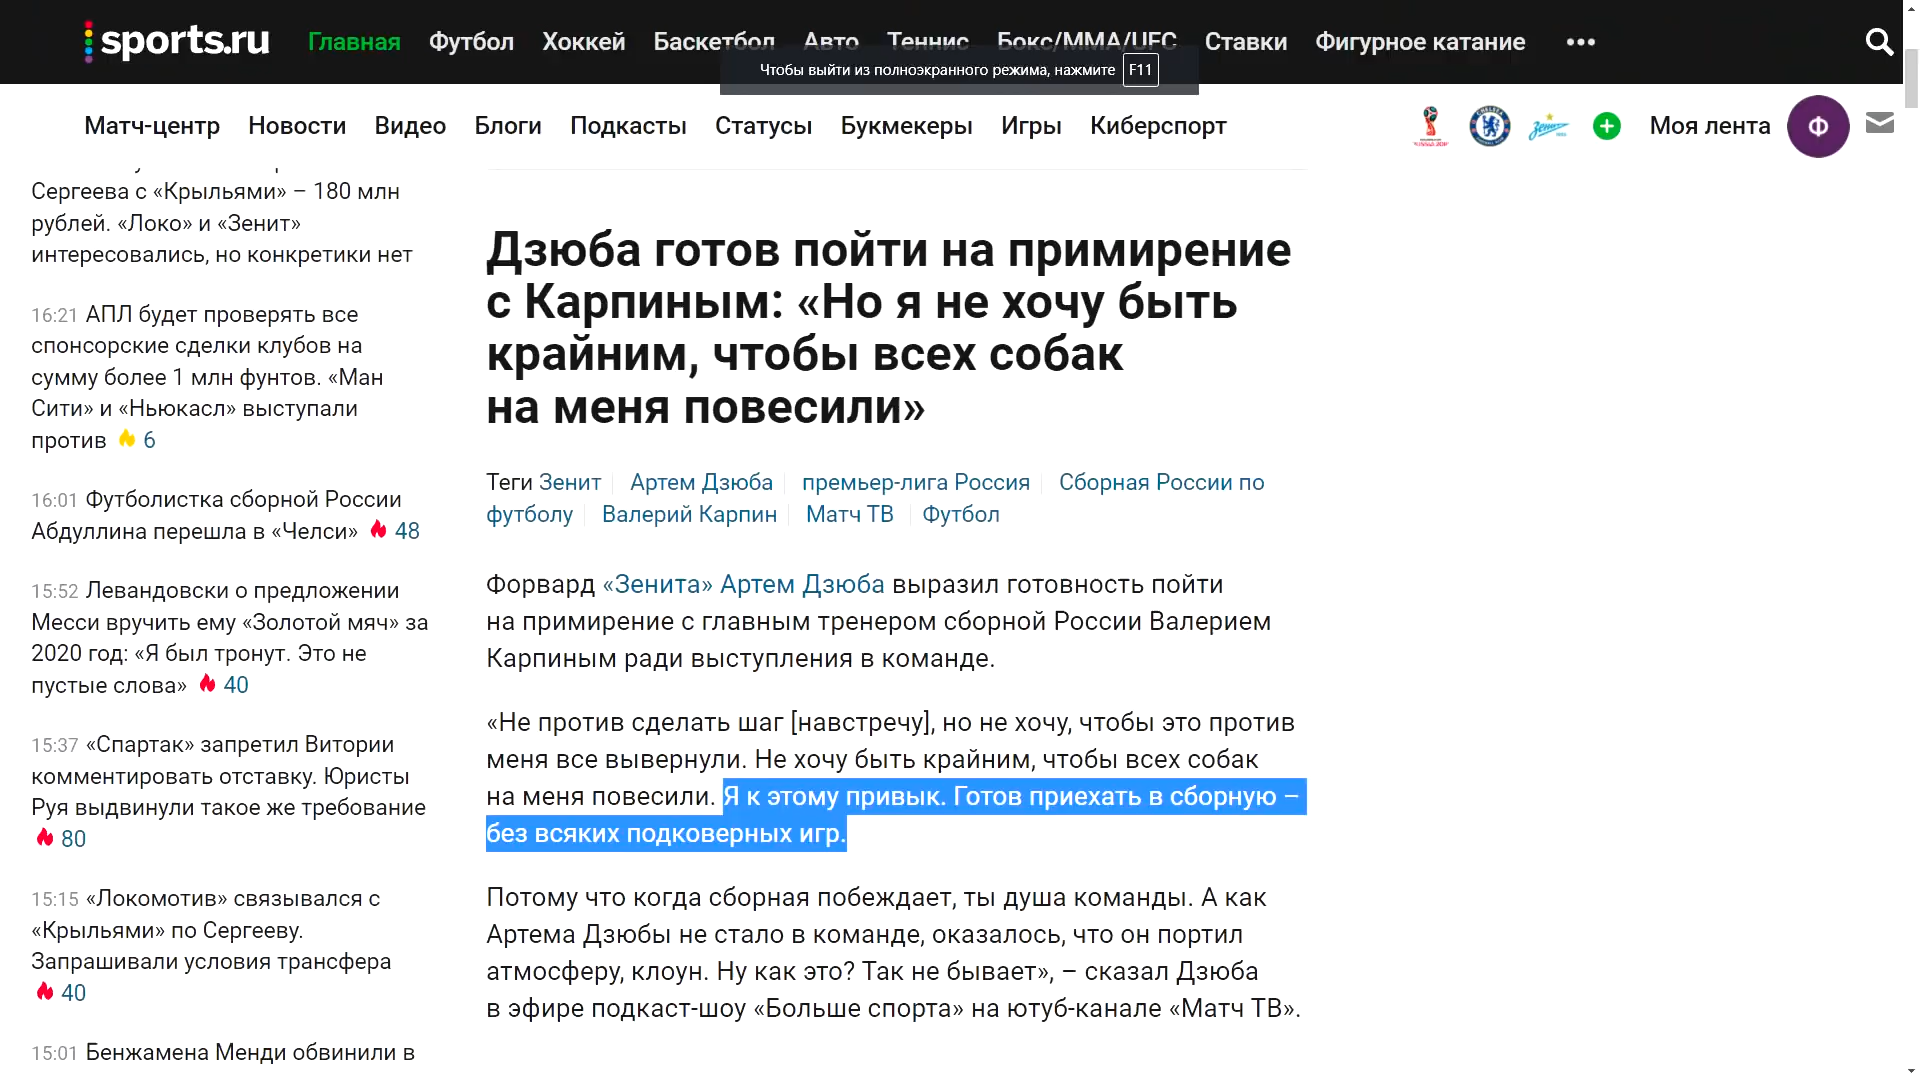 sports.ru
Главная Футбол Хоккей Баскетбол Авто Теннис Бокс/MMA/UFC Ставки Фигурное катание •••
Чтобы выйти из полноэкранного режима, нажмите F11
Матч-центр Новости Видео Блоги Подкасты Статусы Букмекеры Игры Киберспорт
Моя лента Ф
Сергеева с «Крыльями» – 180 млн
рублей. «Локо» и «Зенит»
интересовались, но конкретики нет
16:21 АПЛ будет проверять все
спонсорские сделки клубов на
сумму более 1 млн фунтов. «Ман
Сити» и «Ньюкасл» выступали
против 6
16:01 Футболистка сборной России
Абдуллина перешла в «Челси» 48
15:52 Левандовски о предложении
Месси вручить ему «Золотой мяч» за
2020 год: «Я был тронут. Это не
пустые слова» 40
15:37 «Спартак» запретил Витории
комментировать отставку. Юристы
Руя выдвинули такое же требование
80
15:15 «Локомотив» связывался с
«Крыльями» по Сергееву.
Запрашивали условия трансфера
40
15:01 Бенжамена Менди обвинили в
Дзюба готов пойти на примирение
с Карпиным: «Но я не хочу быть
крайним, чтобы всех собак
на меня повесили»
Теги Зенит Артем Дзюба премьер-лига Россия Сборная России по
футболу Валерий Карпин Матч ТВ Футбол
Форвард «Зенита» Артем Дзюба выразил готовность пойти
на примирение с главным тренером сборной России Валерием
Карпиным ради выступления в команде.
«Не против сделать шаг [навстречу], но не хочу, чтобы это против
меня все вывернули. Не хочу быть крайним, чтобы всех собак
на меня повесили. Я к этому привык. Готов приехать в сборную –
без всяких подковерных игр.
Потому что когда сборная побеждает, ты душа команды. А как
Артема Дзюбы не стало в команде, оказалось, что он портил
атмосферу, клоун. Ну как это? Так не бывает», – сказал Дзюба
в эфире подкаст-шоу «Больше спорта» на ютуб-канале «Матч ТВ».